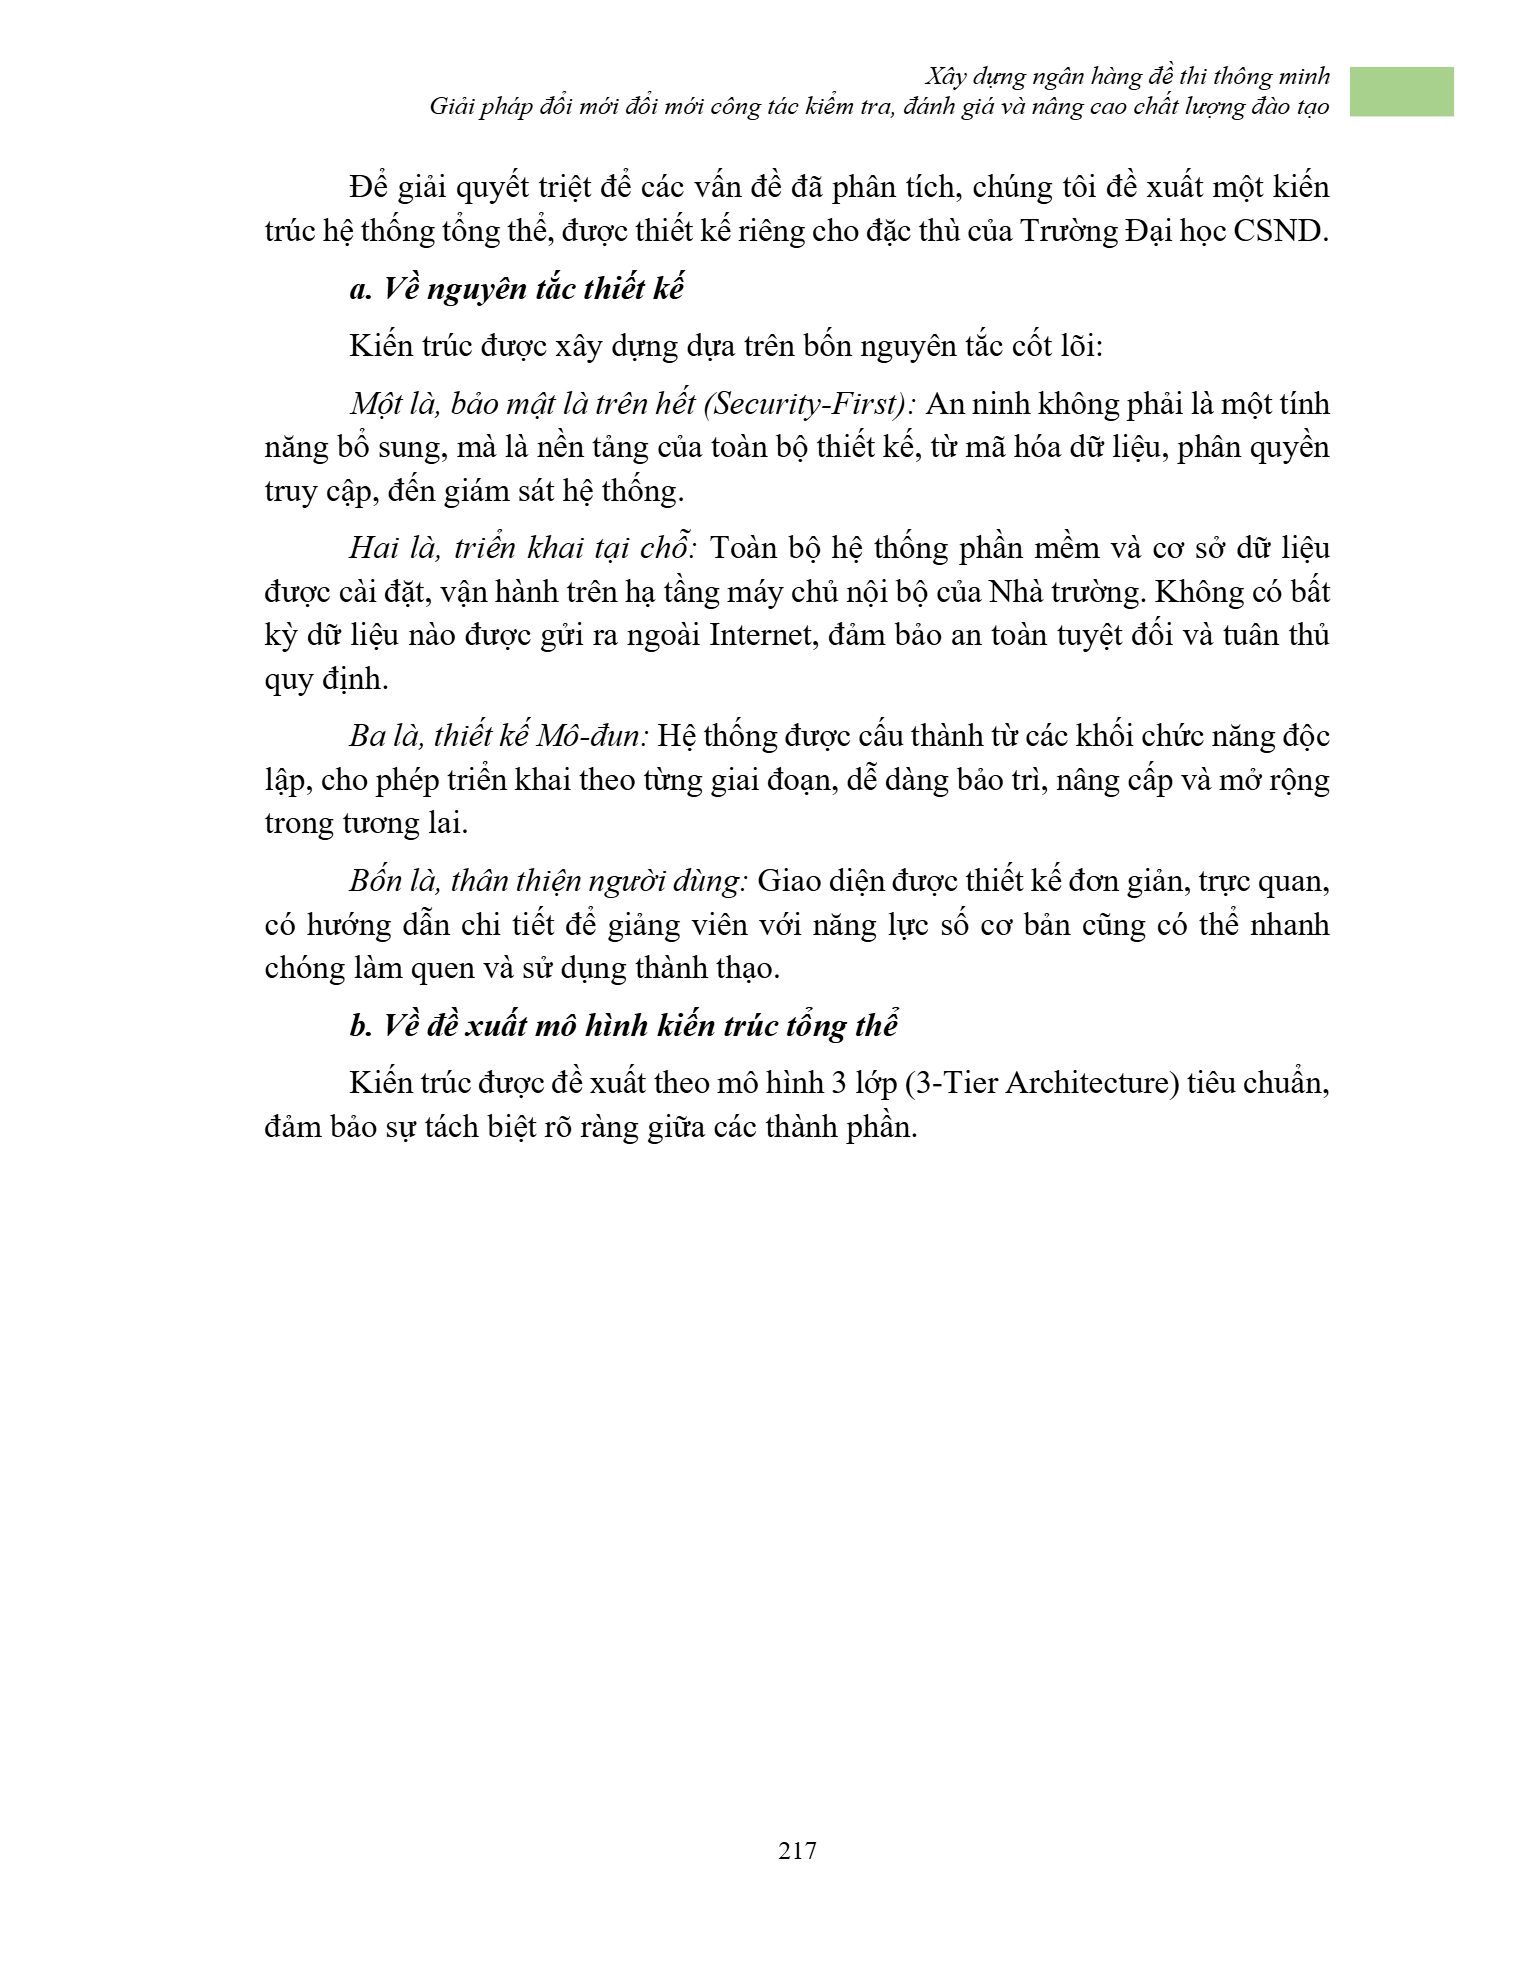 Xây dựng ngân hàng đề thi thông minh
Giải pháp đổi mới đổi mới công tác kiểm tra, đánh giá và nâng cao chất lượng đào tạo
Để giải quyết triệt để các vấn đề đã phân tích, chúng tôi đề xuất một kiến
trúc hệ thống tổng thể, được thiết kế riêng cho đặc thù của Trường Đại học CSND.
a. Về nguyên tắc thiết kế
Kiến trúc được xây dựng dựa trên bốn nguyên tắc cốt lõi:
Một là, bảo mật là trên hết (Security-First): An ninh không phải là một tính
năng bổ sung, mà là nền tảng của toàn bộ thiết kế, từ mã hóa dữ liệu, phân quyền
truy cập, đến giám sát hệ thống.
Hai là, triển khai tại chỗ: Toàn bộ hệ thống phần mềm và cơ sở dữ liệu
được cài đặt, vận hành trên hạ tầng máy chủ nội bộ của Nhà trường. Không có bất
kỳ dữ liệu nào được gửi ra ngoài Internet, đảm bảo an toàn tuyệt đối và tuân thủ
quy định.
Ba là, thiết kế Mô-đun: Hệ thống được cấu thành từ các khối chức năng độc
lập, cho phép triển khai theo từng giai đoạn, dễ dàng bảo trì, nâng cấp và mở rộng
trong tương lai.
Bốn là, thân thiện người dùng: Giao diện được thiết kế đơn giản, trực quan,
có hướng dẫn chi tiết để giảng viên với năng lực số cơ bản cũng có thể nhanh
chóng làm quen và sử dụng thành thạo.
b. Về đề xuất mô hình kiến trúc tổng thể
Kiến trúc được đề xuất theo mô hình 3 lớp (3-Tier Architecture) tiêu chuẩn,
đảm bảo sự tách biệt rõ ràng giữa các thành phần.
217